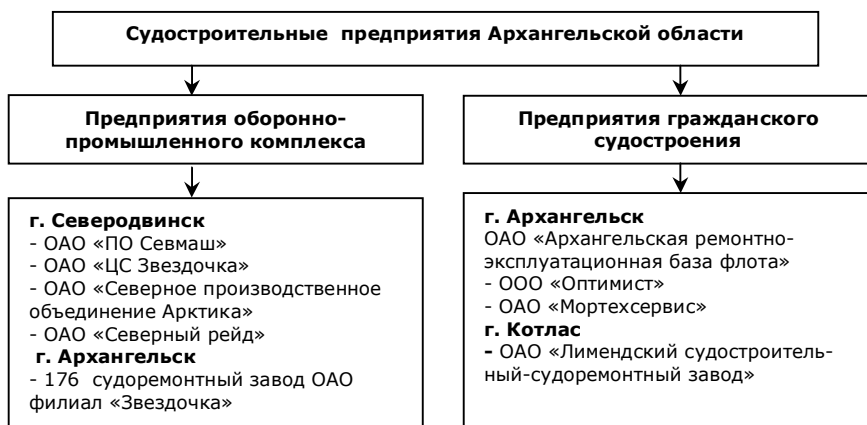 Судостроительные предприятия Архангельской области
Предприятия оборонно-
промышленного комплекса
Предприятия гражданского
судостроения
г. Северодвинск
- ОАО «ПО Севмаш»
- ОАО «ЦС Звездочка»
- ОАО «Северное производственное
объединение Арктика»
- ОАО «Северный рейд»
г. Архангельск
- 176 судоремонтный завод ОАО
филиал «Звездочка»
г. Архангельск
ОАО «Архангельская ремонтно-
эксплуатационная база флота»
- ООО «Оптимист»
- ОАО «Мортехсервис»
г. Котлас
- ОАО «Лимендский судостроитель-
ный-судоремонтный завод»